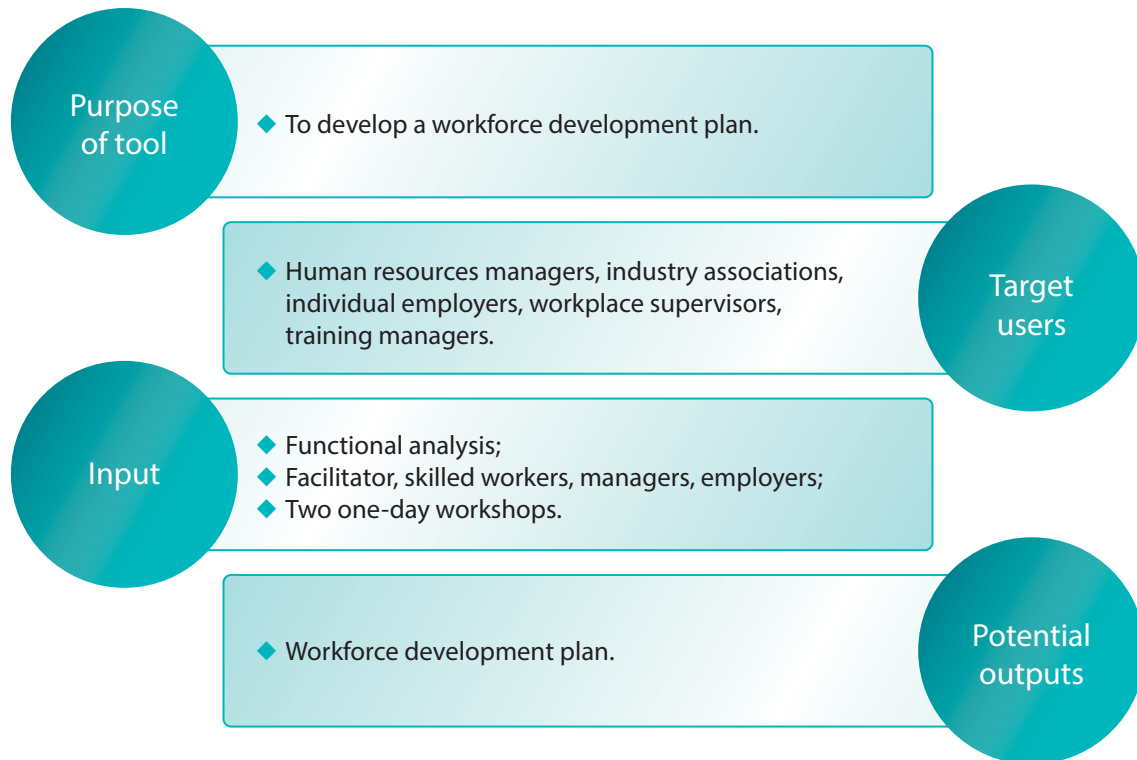 Purpose
of tool
◆ To develop a workforce development plan.
◆ Human resources managers, industry associations,
individual employers, workplace supervisors,
training managers.
Target
users
Input
◆ Functional analysis;
◆ Facilitator, skilled workers, managers, employers;
◆ Two one-day workshops.
◆ Workforce development plan.
Potential
outputs